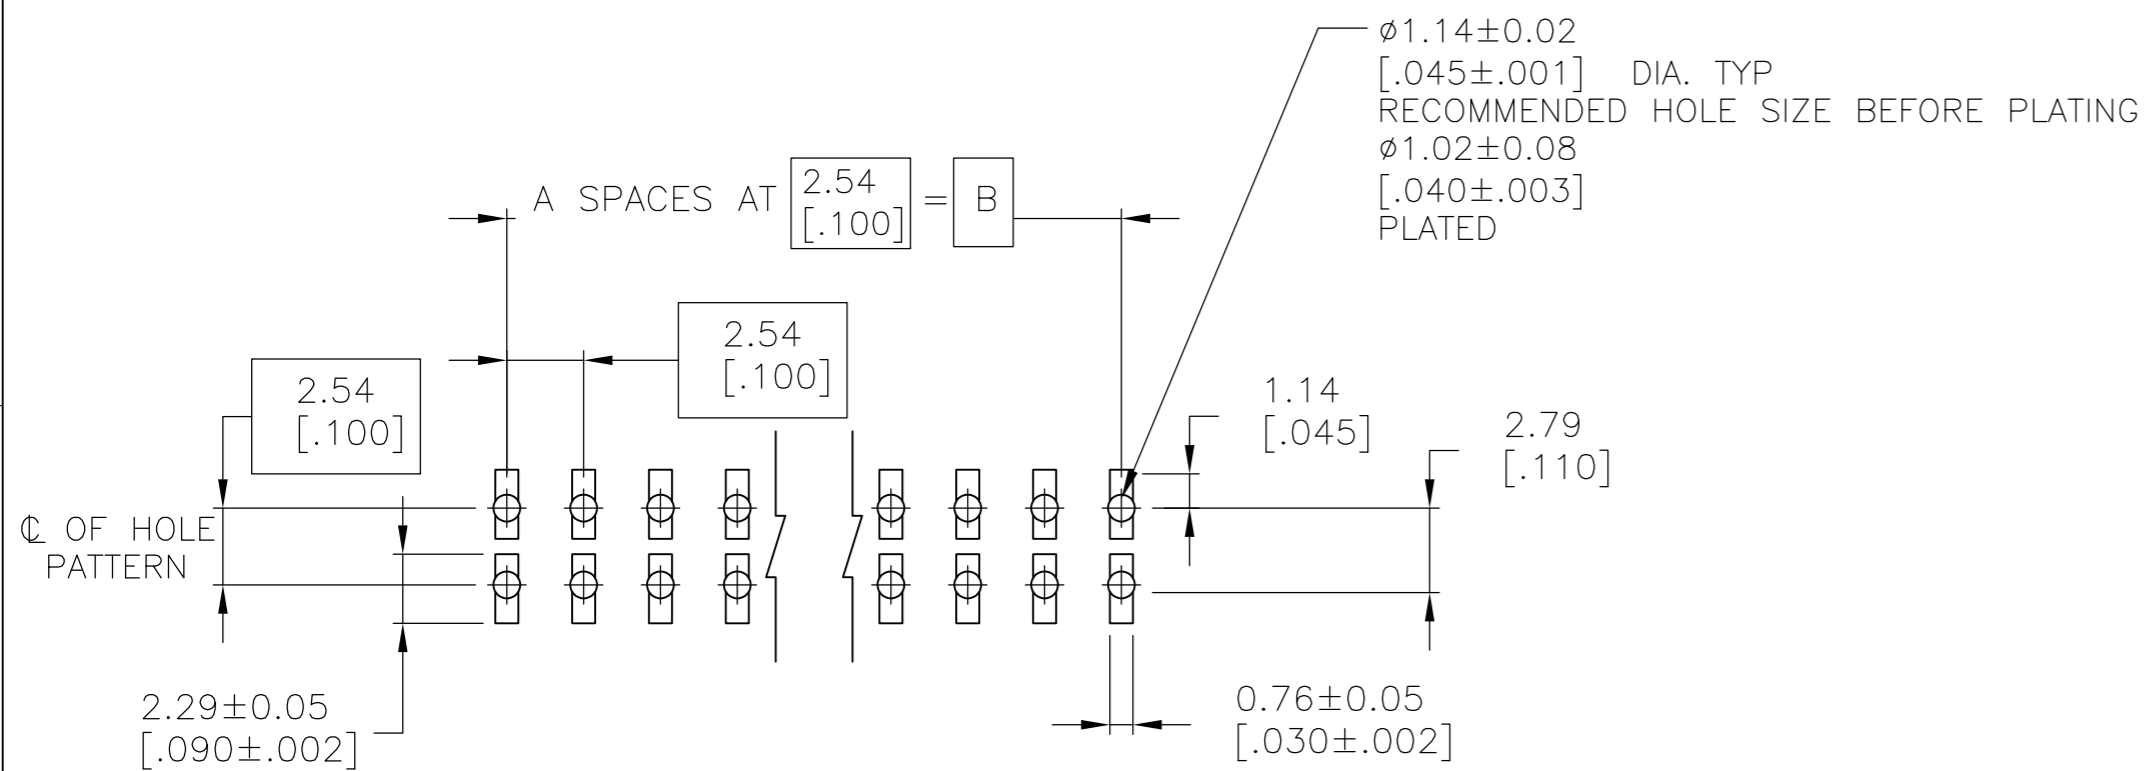 ⌀1.14±0.02
[.045±.001] DIA. TYP
RECOMMENDED HOLE SIZE BEFORE PLATING
⌀1.02±0.08
[.040±.003]
PLATED
A SPACES AT 2.54 [.100] = B
2.54
[.100]
2.54
[.100]
1.14
[.045]
2.79
[.110]
℄ OF HOLE
PATTERN
2.29±0.05
[.090±.002]
0.76±0.05
[.030±.002]